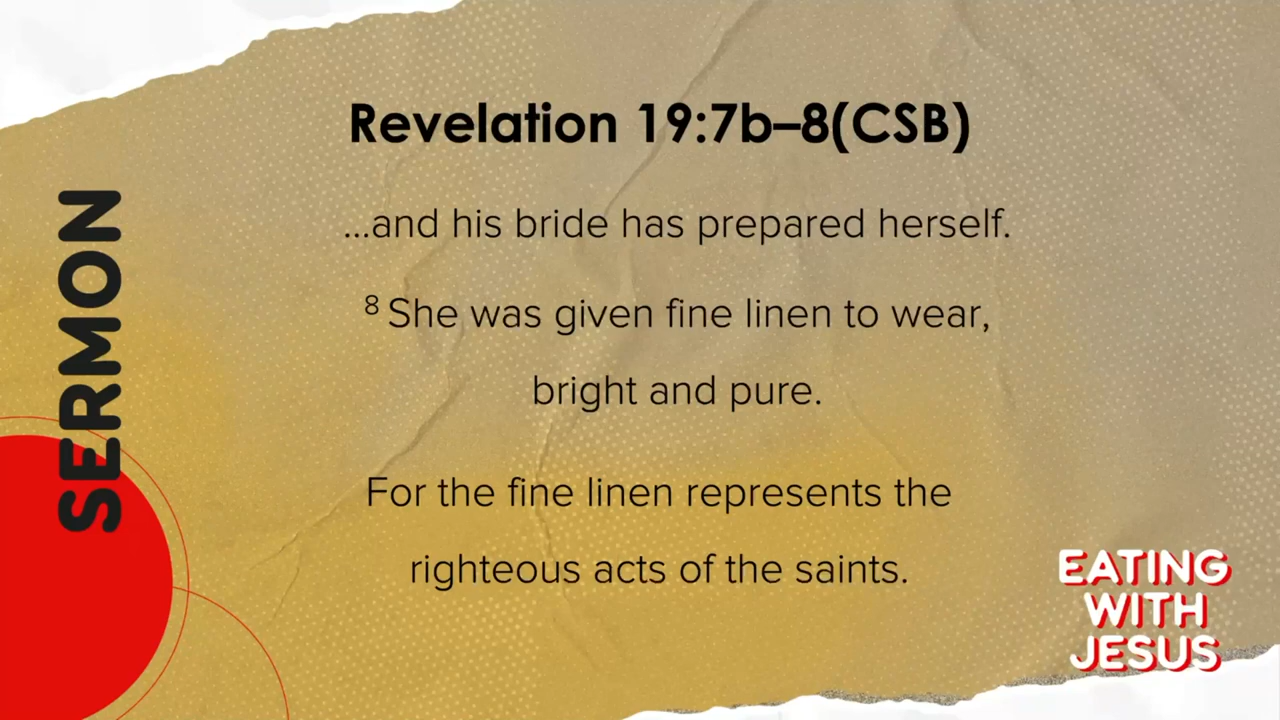 Revelation 19:7b–8(CSB)
...and his bride has prepared herself.
⁸ She was given fine linen to wear,
bright and pure.
For the fine linen represents the
righteous acts of the saints.
SERMON
EATING
WITH
JESUS